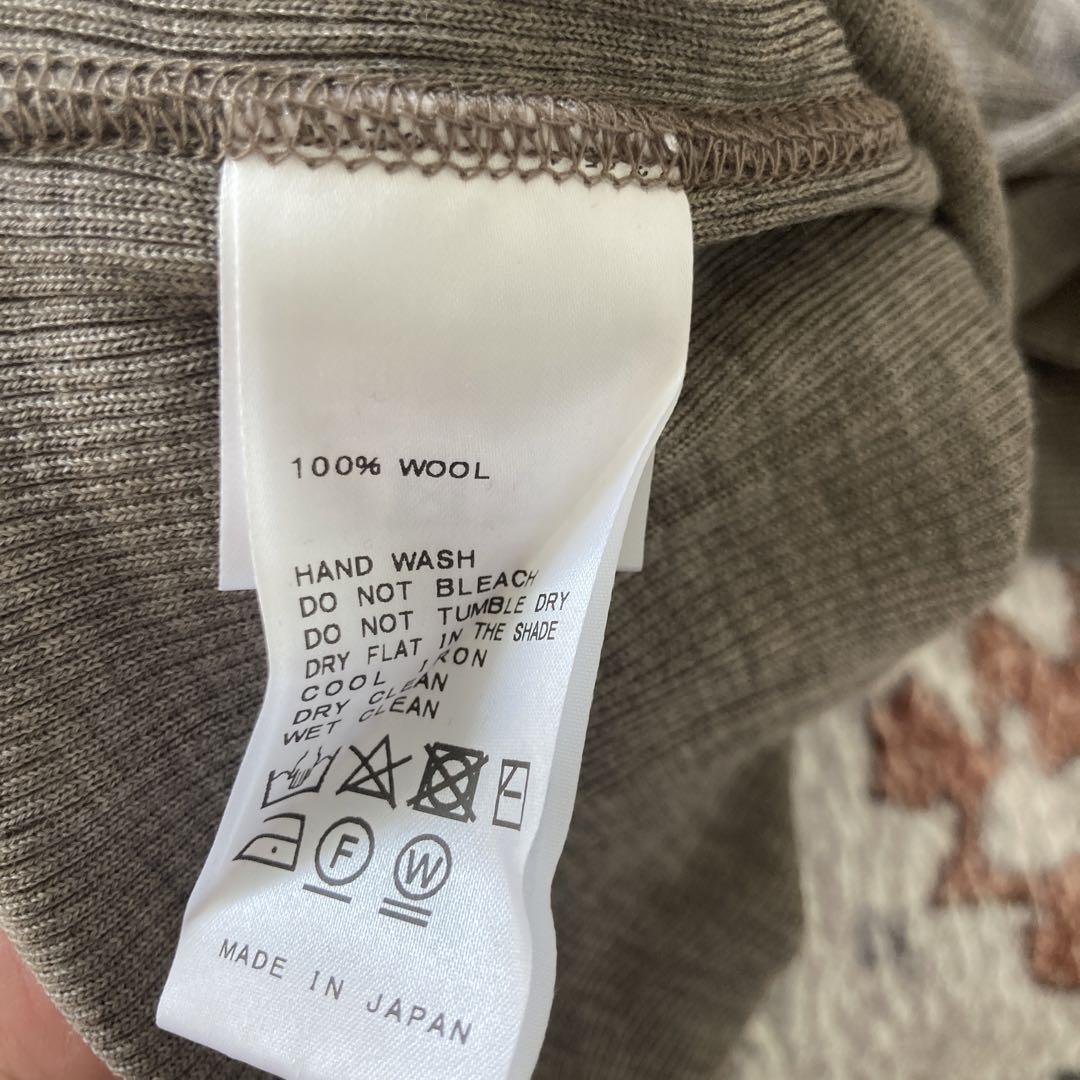 100% WOOL
HAND WASH
DO NOT BLEACH
DO NOT TUMBLE DRY
DRY FLAT IN THE SHADE
COOL IRON
DRY CLEAN
WET CLEAN
F W
MADE IN JAPAN